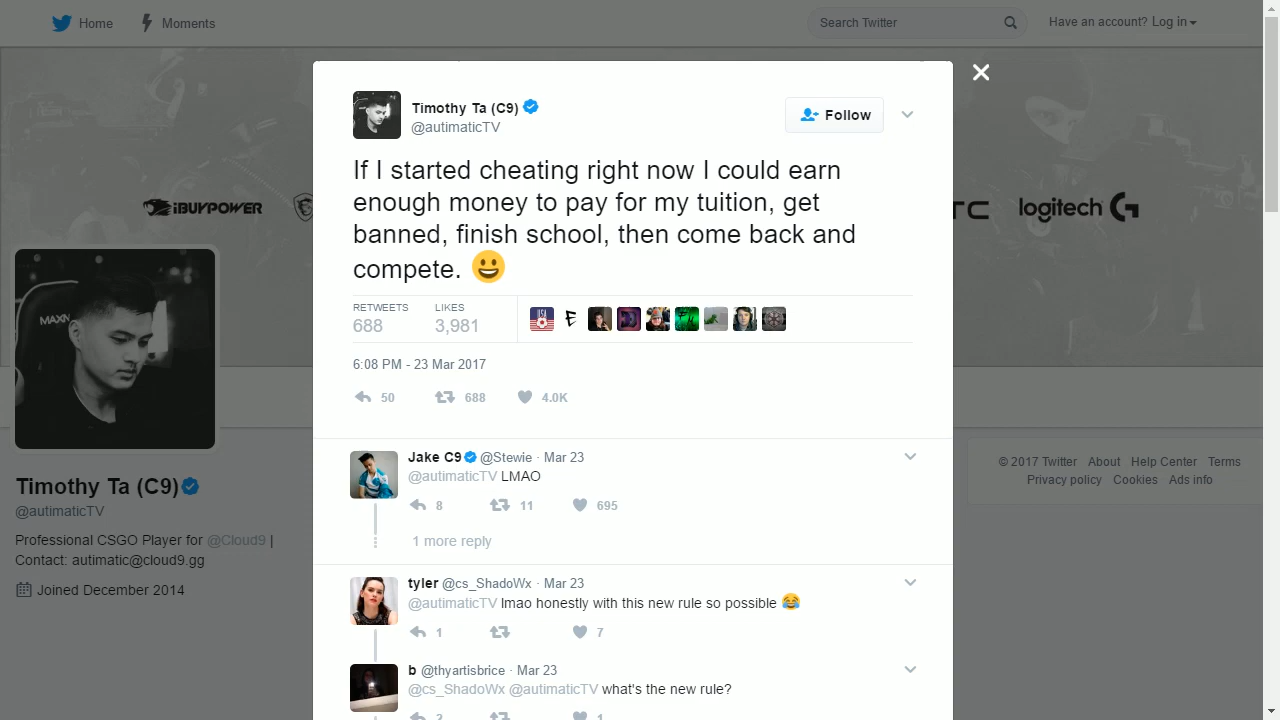 Home
Moments
Search Twitter
Have an account? Log in
Timothy Ta (C9)
@autimaticTV
Follow
If I started cheating right now I could earn
enough money to pay for my tuition, get
banned, finish school, then come back and
compete. 😀
RETWEETS
LIKES
688
3,981
6:08 PM - 23 Mar 2017
50
688
4.0K
Jake C9 @Stewie · Mar 23
@autimaticTV LMAO
8
11
695
1 more reply
tyler @cs_ShadoWx · Mar 23
@autimaticTV lmao honestly with this new rule so possible 😂
1
7
b @thyartisbrice · Mar 23
@cs_ShadoWx @autimaticTV what's the new rule?
2
1
iBUYPOWER
TC
logitech G
MAXN
Timothy Ta (C9)
@autimaticTV
Professional CSGO Player for @Cloud9 |
Contact: autimatic@cloud9.gg
Joined December 2014
© 2017 Twitter About Help Center Terms
Privacy policy Cookies Ads info